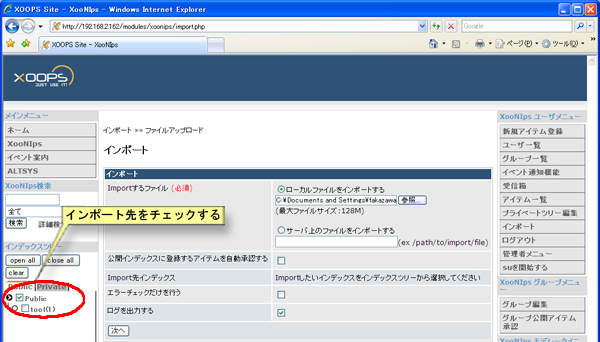 XOOPS Site - XooNIps - Windows Internet Explorer
http://192.168.2.162/modules/xoonips/import.php
Google
XOOPS Site - XooNIps
ページ(P)
ツール(O)
XOOPS
JUST USE IT!
メインメニュー
ホーム
XooNIps
イベント案内
ALTSYS
XooNIps検索
全て
検索 詳細検
インデックスツリー
open all close all
clear
Public Private
Public
tool(1)
インポート先をチェックする
インポート »» ファイルアップロード
インポート
インポート
Importするファイル (必須)
ローカルファイルをインポートする
C:¥Documents and Settings¥takazawa 参照...
(最大ファイルサイズ：128M)
サーバ上のファイルをインポートする
(ex /path/to/import/file)
公開インデックスに登録するアイテムを自動承認する
Import先インデックス
Importしたいインデックスをインデックスツリーから選択してください
エラーチェックだけを行う
ログを出力する
次へ
XooNIps ユーザメニュー
新規アイテム登録
ユーザ一覧
グループ一覧
イベント通知機能
受信箱
アイテム一覧
プライベートツリー編集
インポート
ログアウト
管理者メニュー
suを開始する
XooNIps グループメニュー
グループ編集
グループ公開アイテム承認
XooNIps モデレータメニ